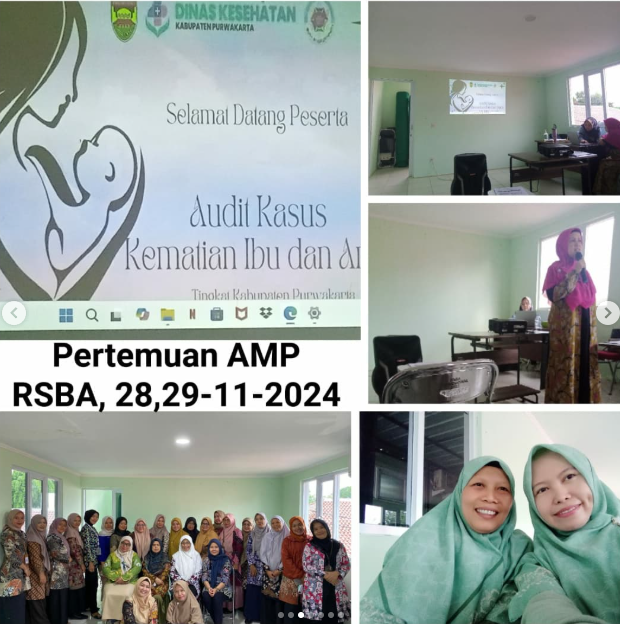 DINAS KESEHATAN
KABUPATEN PURWAKARTA
Selamat Datang Peserta
Audit Kasus
Kematian Ibu dan An
Tingkat Kabupaten Purwakarta
Pertemuan AMP
RSBA, 28,29-11-2024